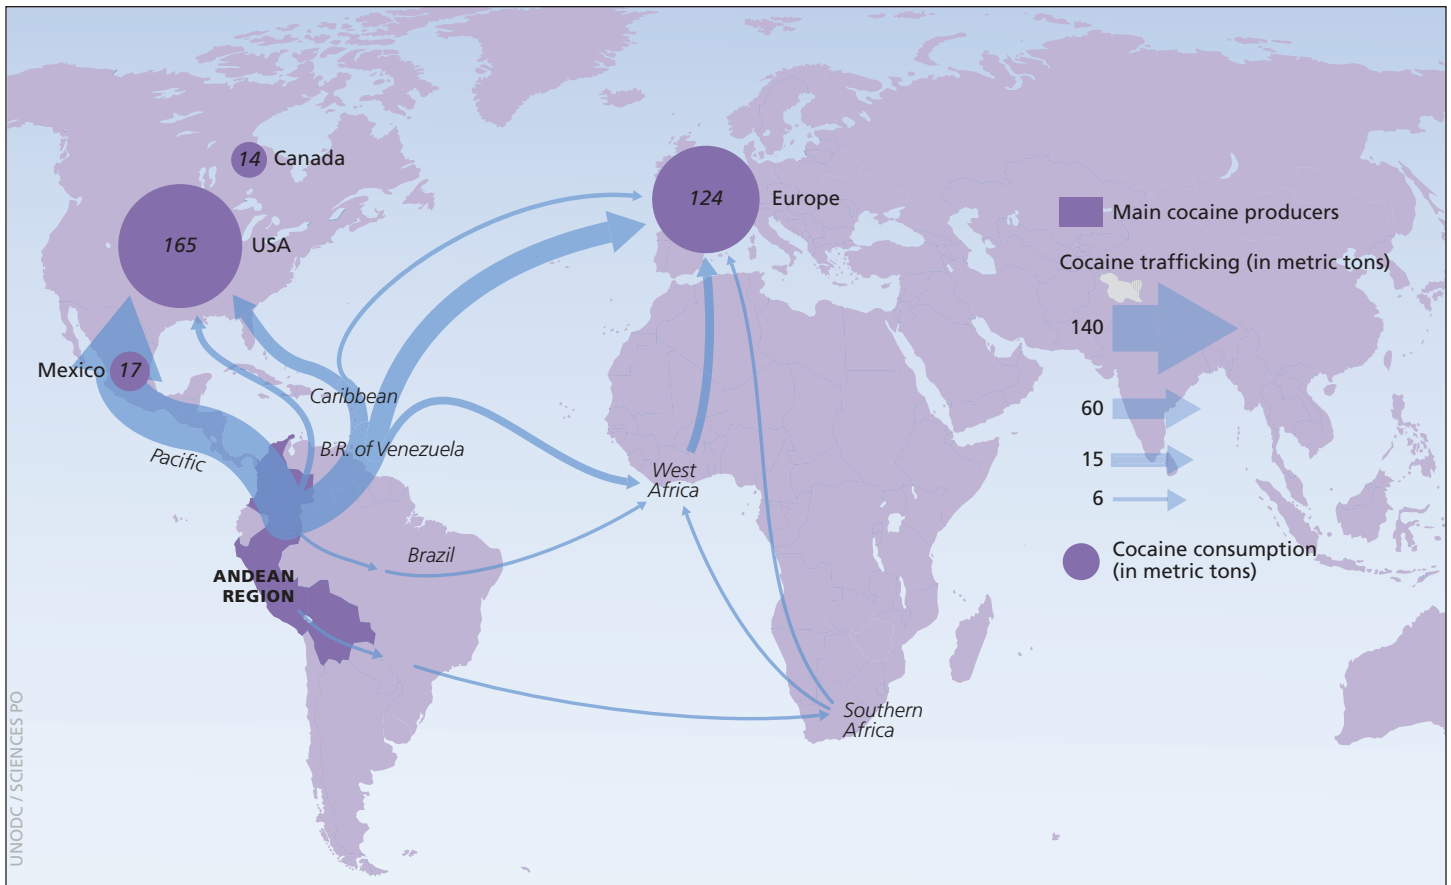 14 Canada
165 USA
Mexico 17
124 Europe
Caribbean
B.R. of Venezuela
Pacific
West
Africa
Brazil
ANDEAN
REGION
Southern
Africa
Main cocaine producers
Cocaine trafficking (in metric tons)
140
60
15
6
Cocaine consumption
(in metric tons)
UNODC / SCIENCES PO